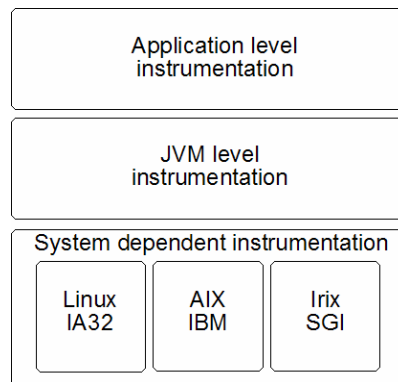 Application level
instrumentation
JVM level
instrumentation
System dependent instrumentation
Linux
IA32
AIX
IBM
Irix
SGI